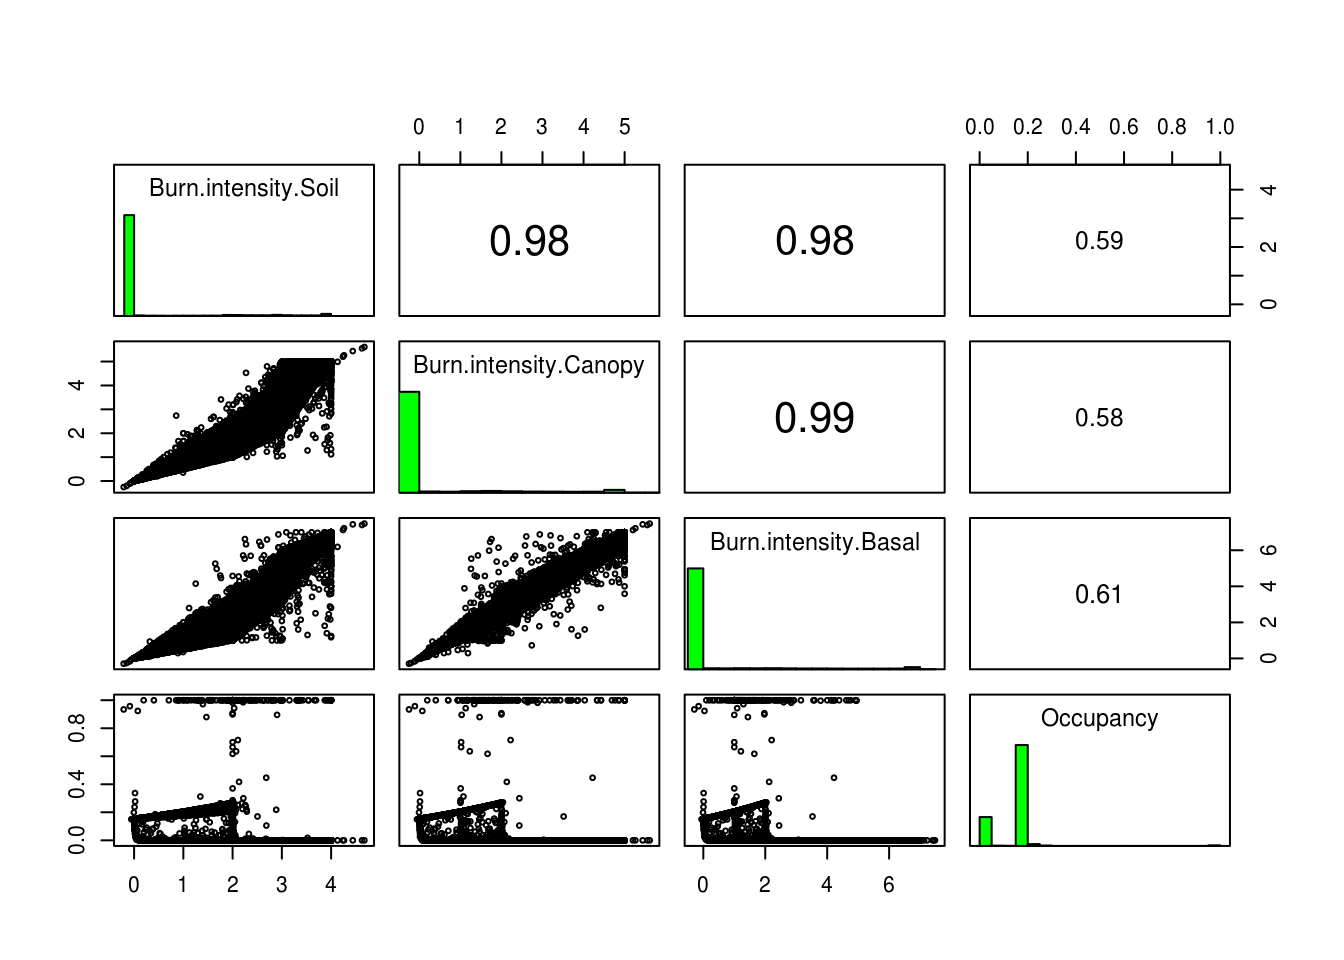 0 1 2 3 4 5
0.0 0.2 0.4 0.6 0.8 1.0
Burn.intensity.Soil
0.98
0.98
0.59
0 2 4
0 2 4
Burn.intensity.Canopy
0.99
0.58
Burn.intensity.Basal
0.61
0 2 4 6
0.0 0.4 0.8
Occupancy
0 1 2 3 4
0 2 4 6